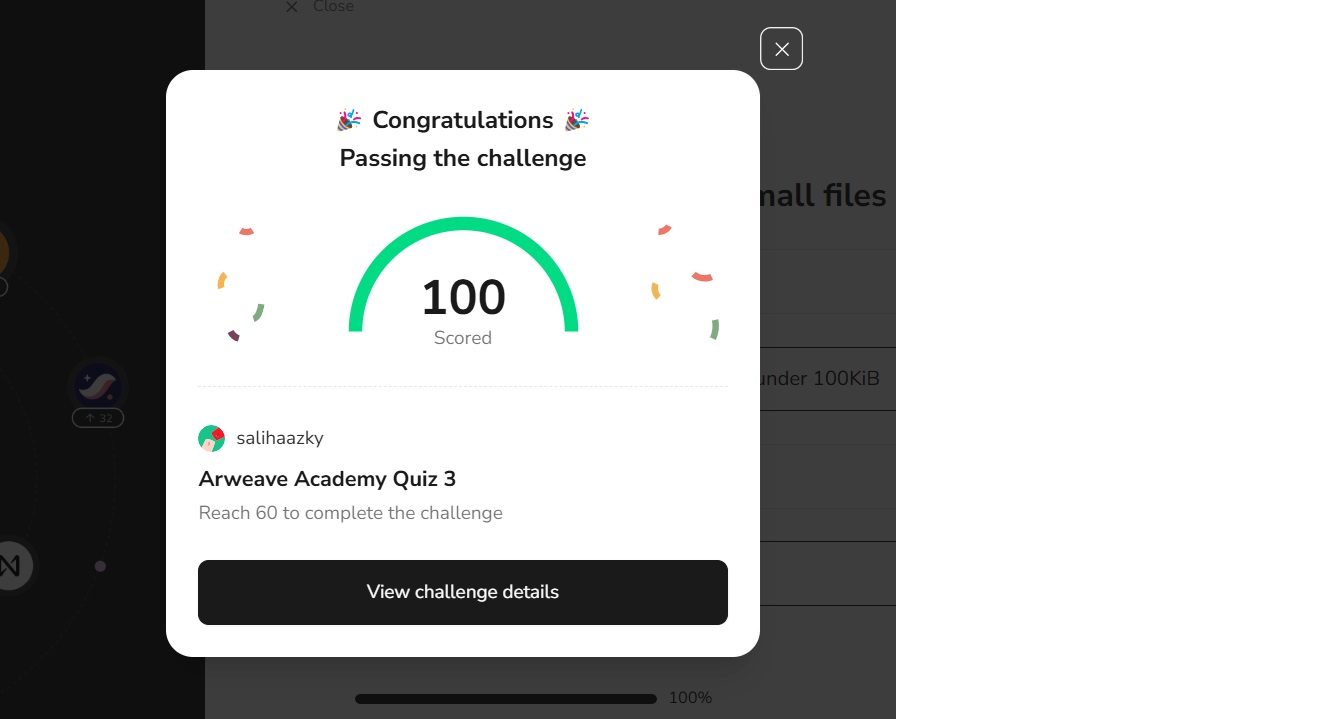 Close
Congratulations
Passing the challenge
mall files
100
Scored
under 100KiB
32
salihaazky
Arweave Academy Quiz 3
Reach 60 to complete the challenge
View challenge details
100%